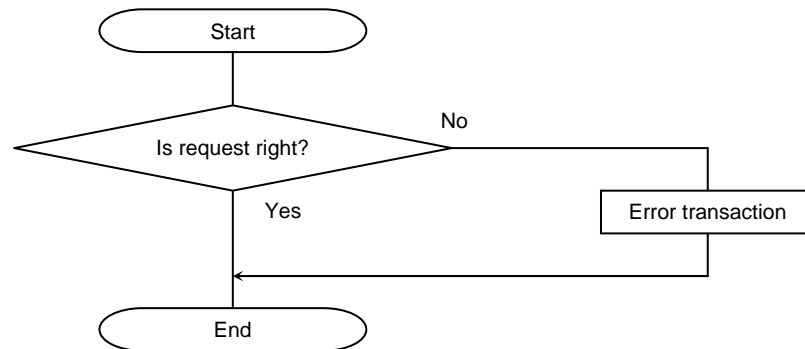 Start
No
Is request right?
Yes
Error transaction
End